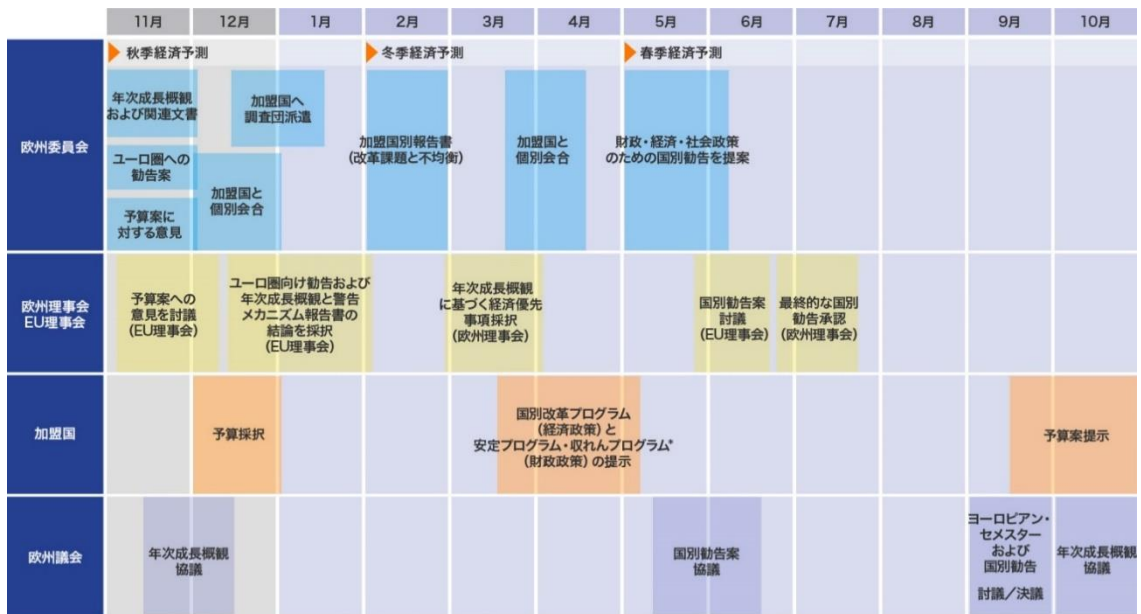 11月
12月
1月
2月
3月
4月
5月
6月
7月
8月
9月
10月
秋季経済予測
冬季経済予測
春季経済予測
欧州委員会
年次成長概観
および関連文書
ユーロ圏への
勧告案
予算案に
対する意見
加盟国へ
調査団派遣
加盟国と
個別会合
加盟国別報告書
(改革課題と不均衡)
加盟国と
個別会合
財政・経済・社会政策
のための国別勧告を提案
欧州理事会
EU理事会
予算案への
意見を討議
(EU理事会)
ユーロ圏向け勧告および
年次成長概観と警告
メカニズム報告書の
結論を採択
(EU理事会)
年次成長概観
に基づく経済優先
事項採択
(欧州理事会)
国別勧告案
討議
(EU理事会)
最終的な国別
勧告承認
(欧州理事会)
加盟国
予算採択
国別改革プログラム
(経済政策)と
安定プログラム・収れんプログラム*
(財政政策)の提示
予算案提示
欧州議会
年次成長概観
協議
国別勧告案
協議
ヨーロピアン・
セメスター
および
国別勧告
討議/決議
年次成長概観
協議